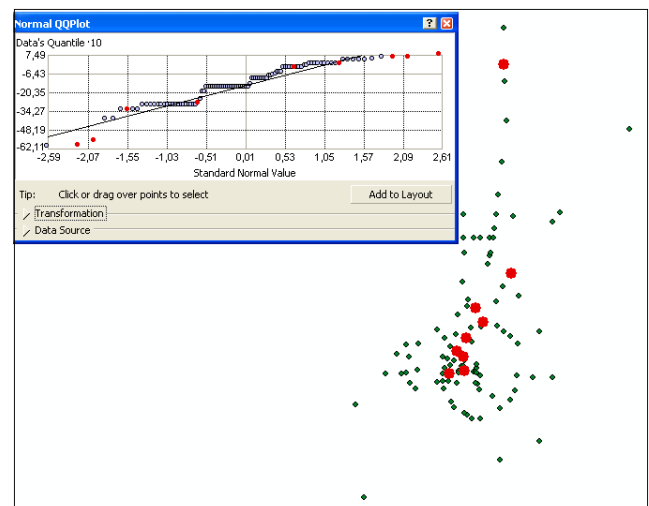 Normal QQPlot
Data's Quantile ·10
7,49
-6,43
-20,35
-34,27
-48,19
-62,11
-2,59 -2,07 -1,55 -1,03 -0,51 0,01 0,53 1,05 1,57 2,09 2,61
Standard Normal Value
Tip: Click or drag over points to select Add to Layout
Transformation
Data Source